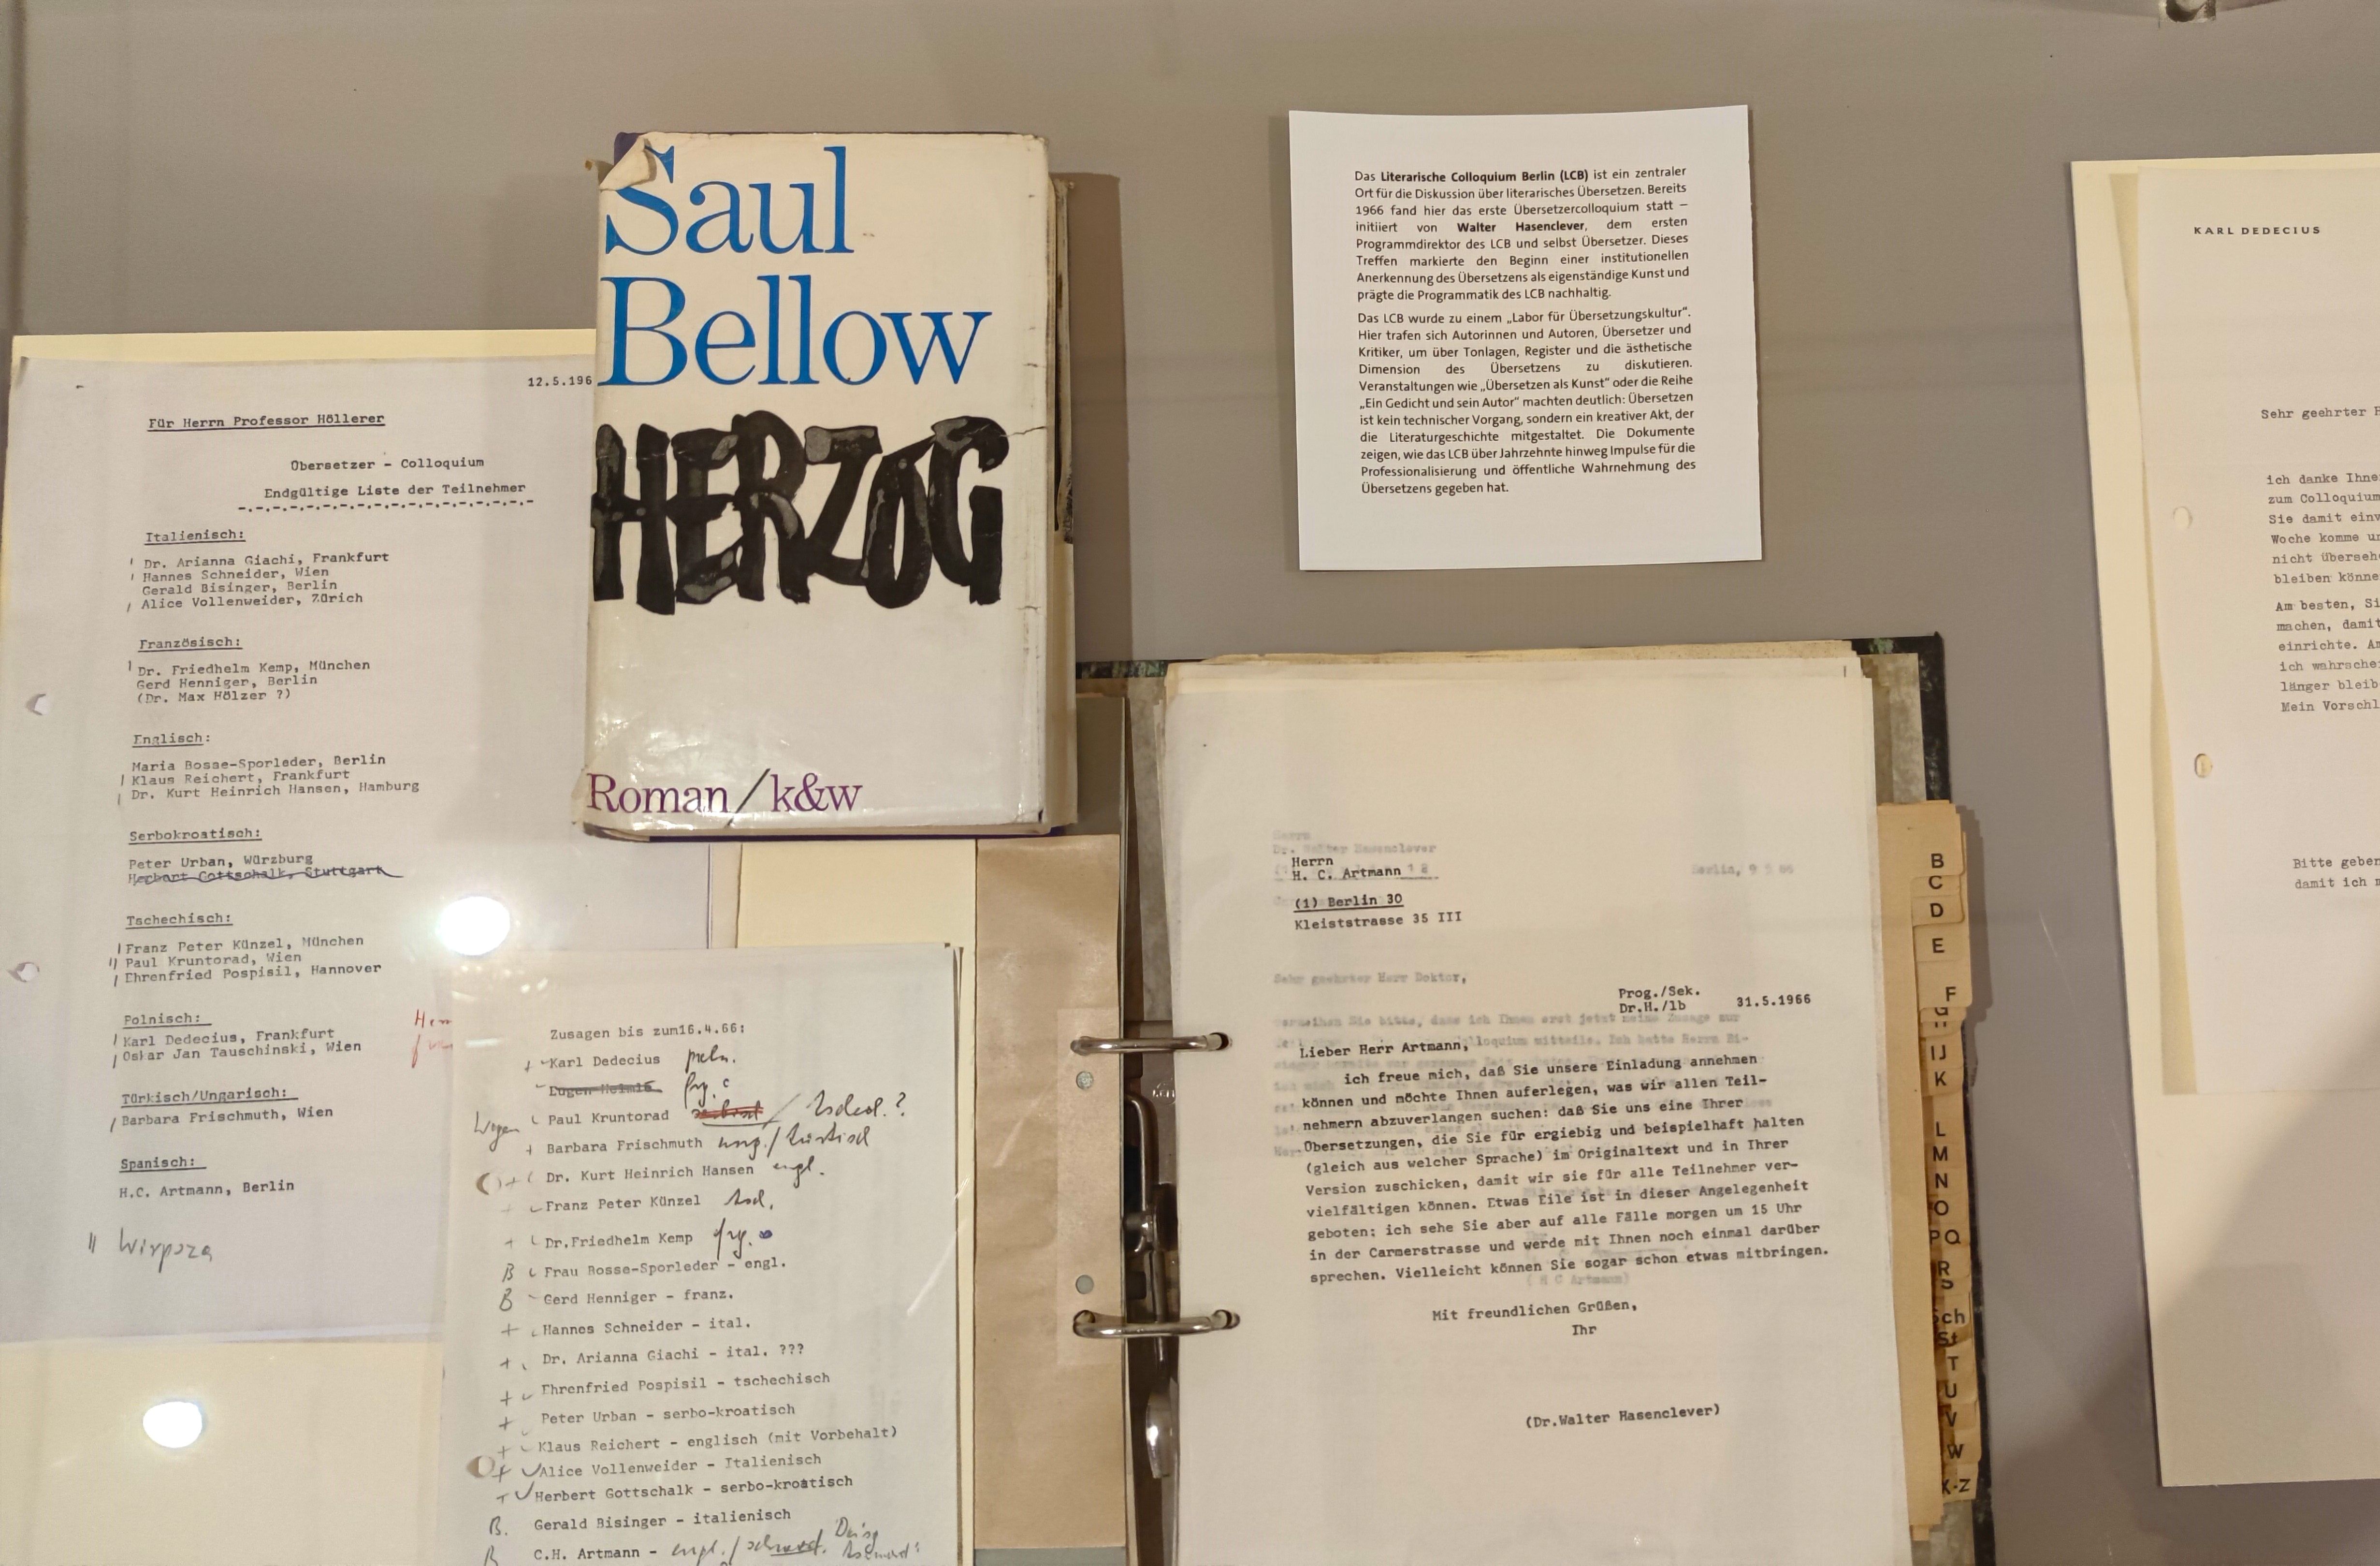 12.5.196
Für Herrn Professor Höllerer
Übersetzer - Colloquium
Endgültige Liste der Teilnehmer
Italienisch:
Dr. Arianna Giachi, Frankfurt
Hannes Schneider, Wien
Gerald Bisinger, Berlin
Alice Vollenweider, Zürich
Französisch:
Dr. Friedhelm Kemp, München
Gerd Henniger, Berlin
(Dr. Max Hölzer ?)
Englisch:
Maria Bosse-Sporleder, Berlin
Klaus Reichert, Frankfurt
Dr. Kurt Heinrich Hansen, Hamburg
Serbokroatisch:
Peter Urban, Würzburg
Herbert Gottschalk, Stuttgart
Tschechisch:
Franz Peter Künzel, München
Paul Kruntorad, Wien
Ehrenfried Pospisil, Hannover
Polnisch:
Karl Dedecius, Frankfurt
Oskar Jan Tauschinski, Wien
Türkisch/Ungarisch:
Barbara Frischmuth, Wien
Spanisch:
H.C. Artmann, Berlin
Wirpsza
Saul
Bellow
HERZOG
Roman/k&w
Zusagen bis zum16.4.66:
Karl Dedecius poln.
Eugen Helmlé
Paul Kruntorad / Tschech.?
Barbara Frischmuth ung./türkisch
Dr. Kurt Heinrich Hansen engl.
Franz Peter Künzel tsch.
Dr.Friedhelm Kemp frz.
B Frau Bosse-Sporleder - engl.
B Gerd Henniger - franz.
+ Hannes Schneider - ital.
+ Dr. Arianna Giachi - ital. ???
+ Ehrenfried Pospisil - tschechisch
+ Peter Urban - serbo-kroatisch
+ Klaus Reichert - englisch (mit Vorbehalt)
+ Alice Vollenweider - Italienisch
+ Herbert Gottschalk - serbo-kroatisch
B. Gerald Bisinger - italienisch
B C.H. Artmann - engl./schwed.
Das Literarische Colloquium Berlin (LCB) ist ein zentraler
Ort für die Diskussion über literarisches Übersetzen. Bereits
1966 fand hier das erste Übersetzercolloquium statt –
initiiert von Walter Hasenclever, dem ersten
Programmdirektor des LCB und selbst Übersetzer. Dieses
Treffen markierte den Beginn einer institutionellen
Anerkennung des Übersetzens als eigenständige Kunst und
prägte die Programmatik des LCB nachhaltig.
Das LCB wurde zu einem „Labor für Übersetzungskultur“.
Hier trafen sich Autorinnen und Autoren, Übersetzer und
Kritiker, um über Tonlagen, Register und die ästhetische
Dimension des Übersetzens zu diskutieren.
Veranstaltungen wie „Übersetzen als Kunst“ oder die Reihe
„Ein Gedicht und sein Autor“ machten deutlich: Übersetzen
ist kein technischer Vorgang, sondern ein kreativer Akt, der
die Literaturgeschichte mitgestaltet. Die Dokumente
zeigen, wie das LCB über Jahrzehnte hinweg Impulse für die
Professionalisierung und öffentliche Wahrnehmung des
Übersetzens gegeben hat.
Herrn
H. C. Artmann
(1) Berlin 30
Kleiststrasse 35 III
Prog./Sek.
Dr.H./lb 31.5.1966
Lieber Herr Artmann,
ich freue mich, daß Sie unsere Einladung annehmen
können und möchte Ihnen auferlegen, was wir allen Teil-
nehmern abzuverlangen suchen: daß Sie uns eine Ihrer
Übersetzungen, die Sie für ergiebig und beispielhaft halten
(gleich aus welcher Sprache) im Originaltext und in Ihrer
Version zuschicken, damit wir sie für alle Teilnehmer ver-
vielfältigen können. Etwas Eile ist in dieser Angelegenheit
geboten; ich sehe Sie aber auf alle Fälle morgen um 15 Uhr
in der Carmerstrasse und werde mit Ihnen noch einmal darüber
sprechen. Vielleicht können Sie sogar schon etwas mitbringen.
Mit freundlichen Grüßen,
Ihr
(Dr.Walter Hasenclever)
B
C
D
E
F
G
H
IJ
K
L
M
N
O
PQ
R
S
Sch
St
T
U
V
W
X-Z
KARL DEDECIUS
Sehr geehrter
ich danke Ihne
zum Colloquium
Sie damit einv
Woche komme un
nicht überseh
bleiben könne
Am besten, Si
machen, damit
einrichte. Am
ich wahrschei
länger bleib
Mein Vorschl
Bitte geben
damit ich